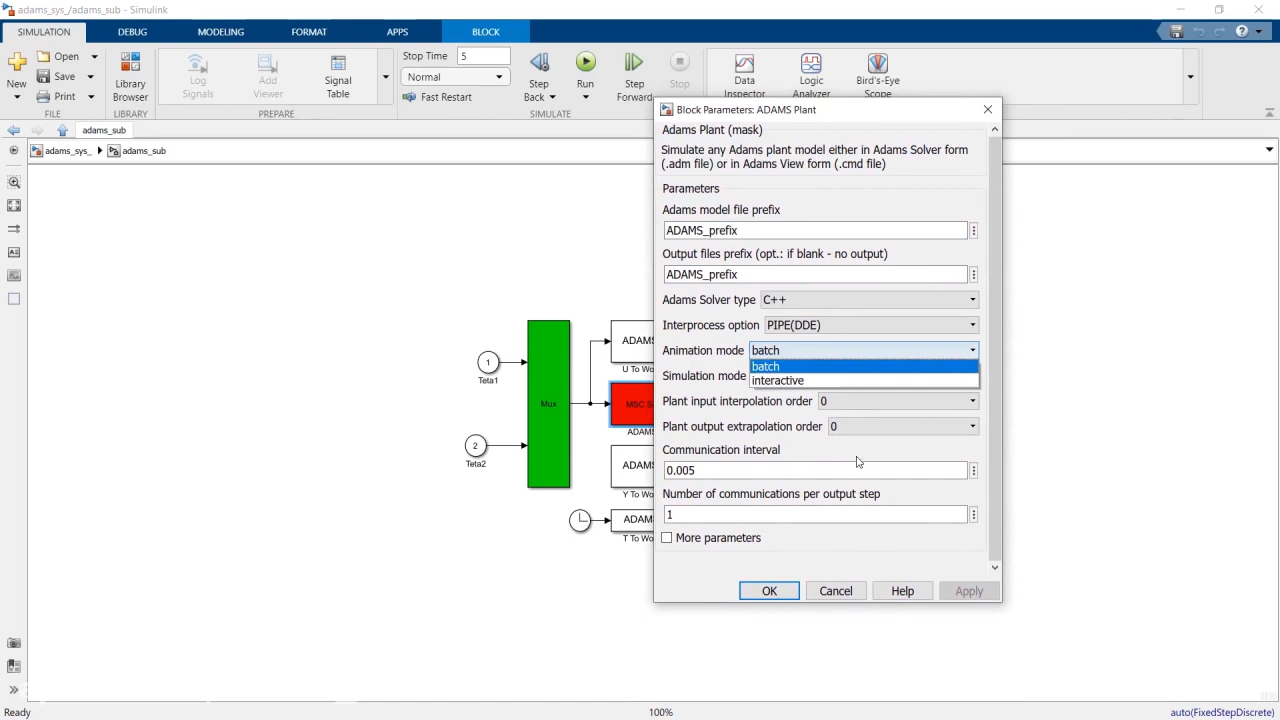 adams_sys_/adams_sub - Simulink
SIMULATION DEBUG MODELING FORMAT APPS BLOCK
New
Open
Save
Print
FILE
Library Browser
LIBRARY
Log Signals
Add Viewer
Signal Table
PREPARE
Stop Time 5
Normal
Fast Restart
Step Back
Run
Step Forward
Stop
SIMULATE
Data Inspector
Logic Analyzer
Bird's-Eye Scope
adams_sub
adams_sys_ adams_sub
Block Parameters: ADAMS Plant
Adams Plant (mask)
Simulate any Adams plant model either in Adams Solver form
(.adm file) or in Adams View form (.cmd file)
Parameters
Adams model file prefix
ADAMS_prefix
Output files prefix (opt.: if blank - no output)
ADAMS_prefix
Adams Solver type C++
Interprocess option PIPE(DDE)
Animation mode batch
batch
interactive
Simulation mode
Plant input interpolation order 0
Plant output extrapolation order 0
Communication interval
0.005
Number of communications per output step
1
More parameters
OK Cancel Help Apply
1
Teta1
2
Teta2
Mux
ADAM
U To Wo
MSC S
ADAM
ADAM
Y To Wo
ADAM
T To Wo
Ready 100% auto(FixedStepDiscrete)